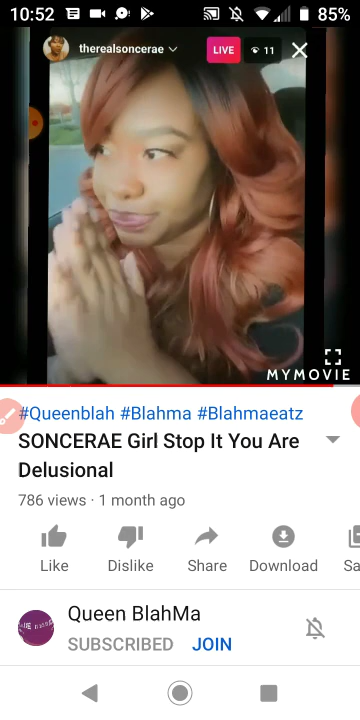 10:52
85%
therealsoncerae
LIVE
11
MYMOVIE
#Queenblah #Blahma #Blahmaeatz
SONCERAE Girl Stop It You Are
Delusional
786 views · 1 month ago
Like
Dislike
Share
Download
Sa
Queen BlahMa
SUBSCRIBED
JOIN